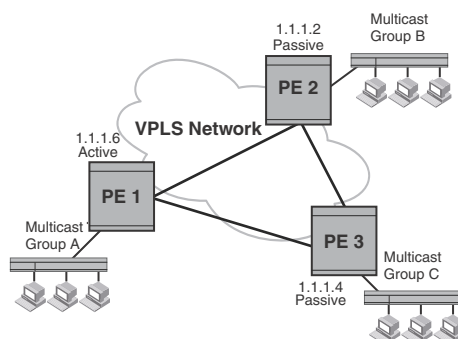 1.1.1.2
Passive
Multicast
Group B
PE 2
VPLS Network
1.1.1.6
Active
PE 1
Multicast
Group A
PE 3
Multicast
Group C
1.1.1.4
Passive